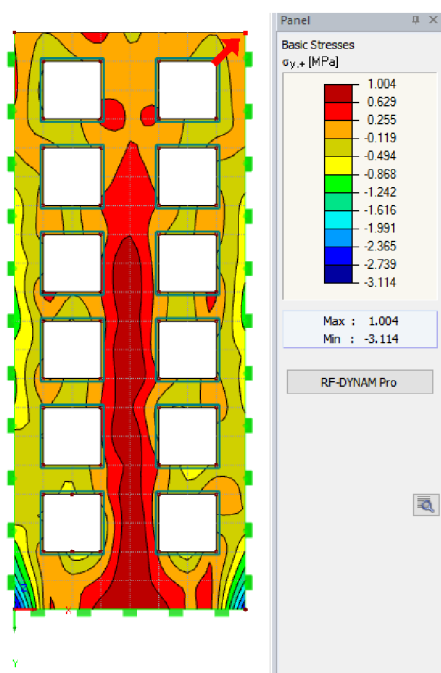 Panel
Basic Stresses
σy,+ [MPa]
1.004
0.629
0.255
-0.119
-0.494
-0.868
-1.242
-1.616
-1.991
-2.365
-2.739
-3.114
Max : 1.004
Min : -3.114
RF-DYNAM Pro
X
Y